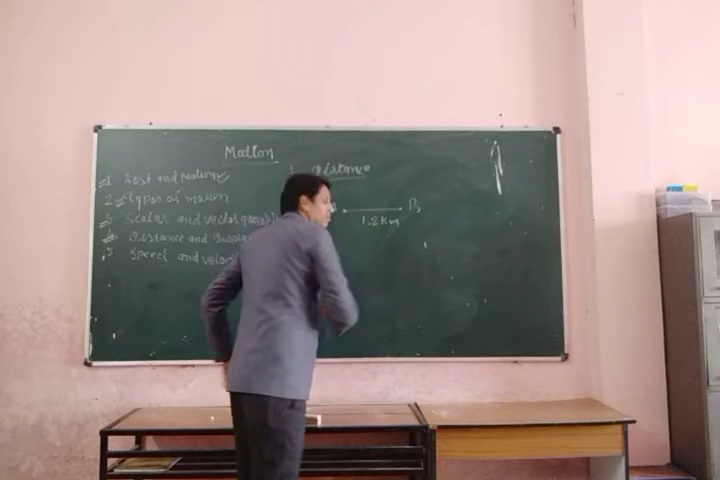 Motion
1 Rest and Motion
2 Types of motion
3 Scalar and vector
4 Distance and
5 Speed and
Distance
B
1.2 Km